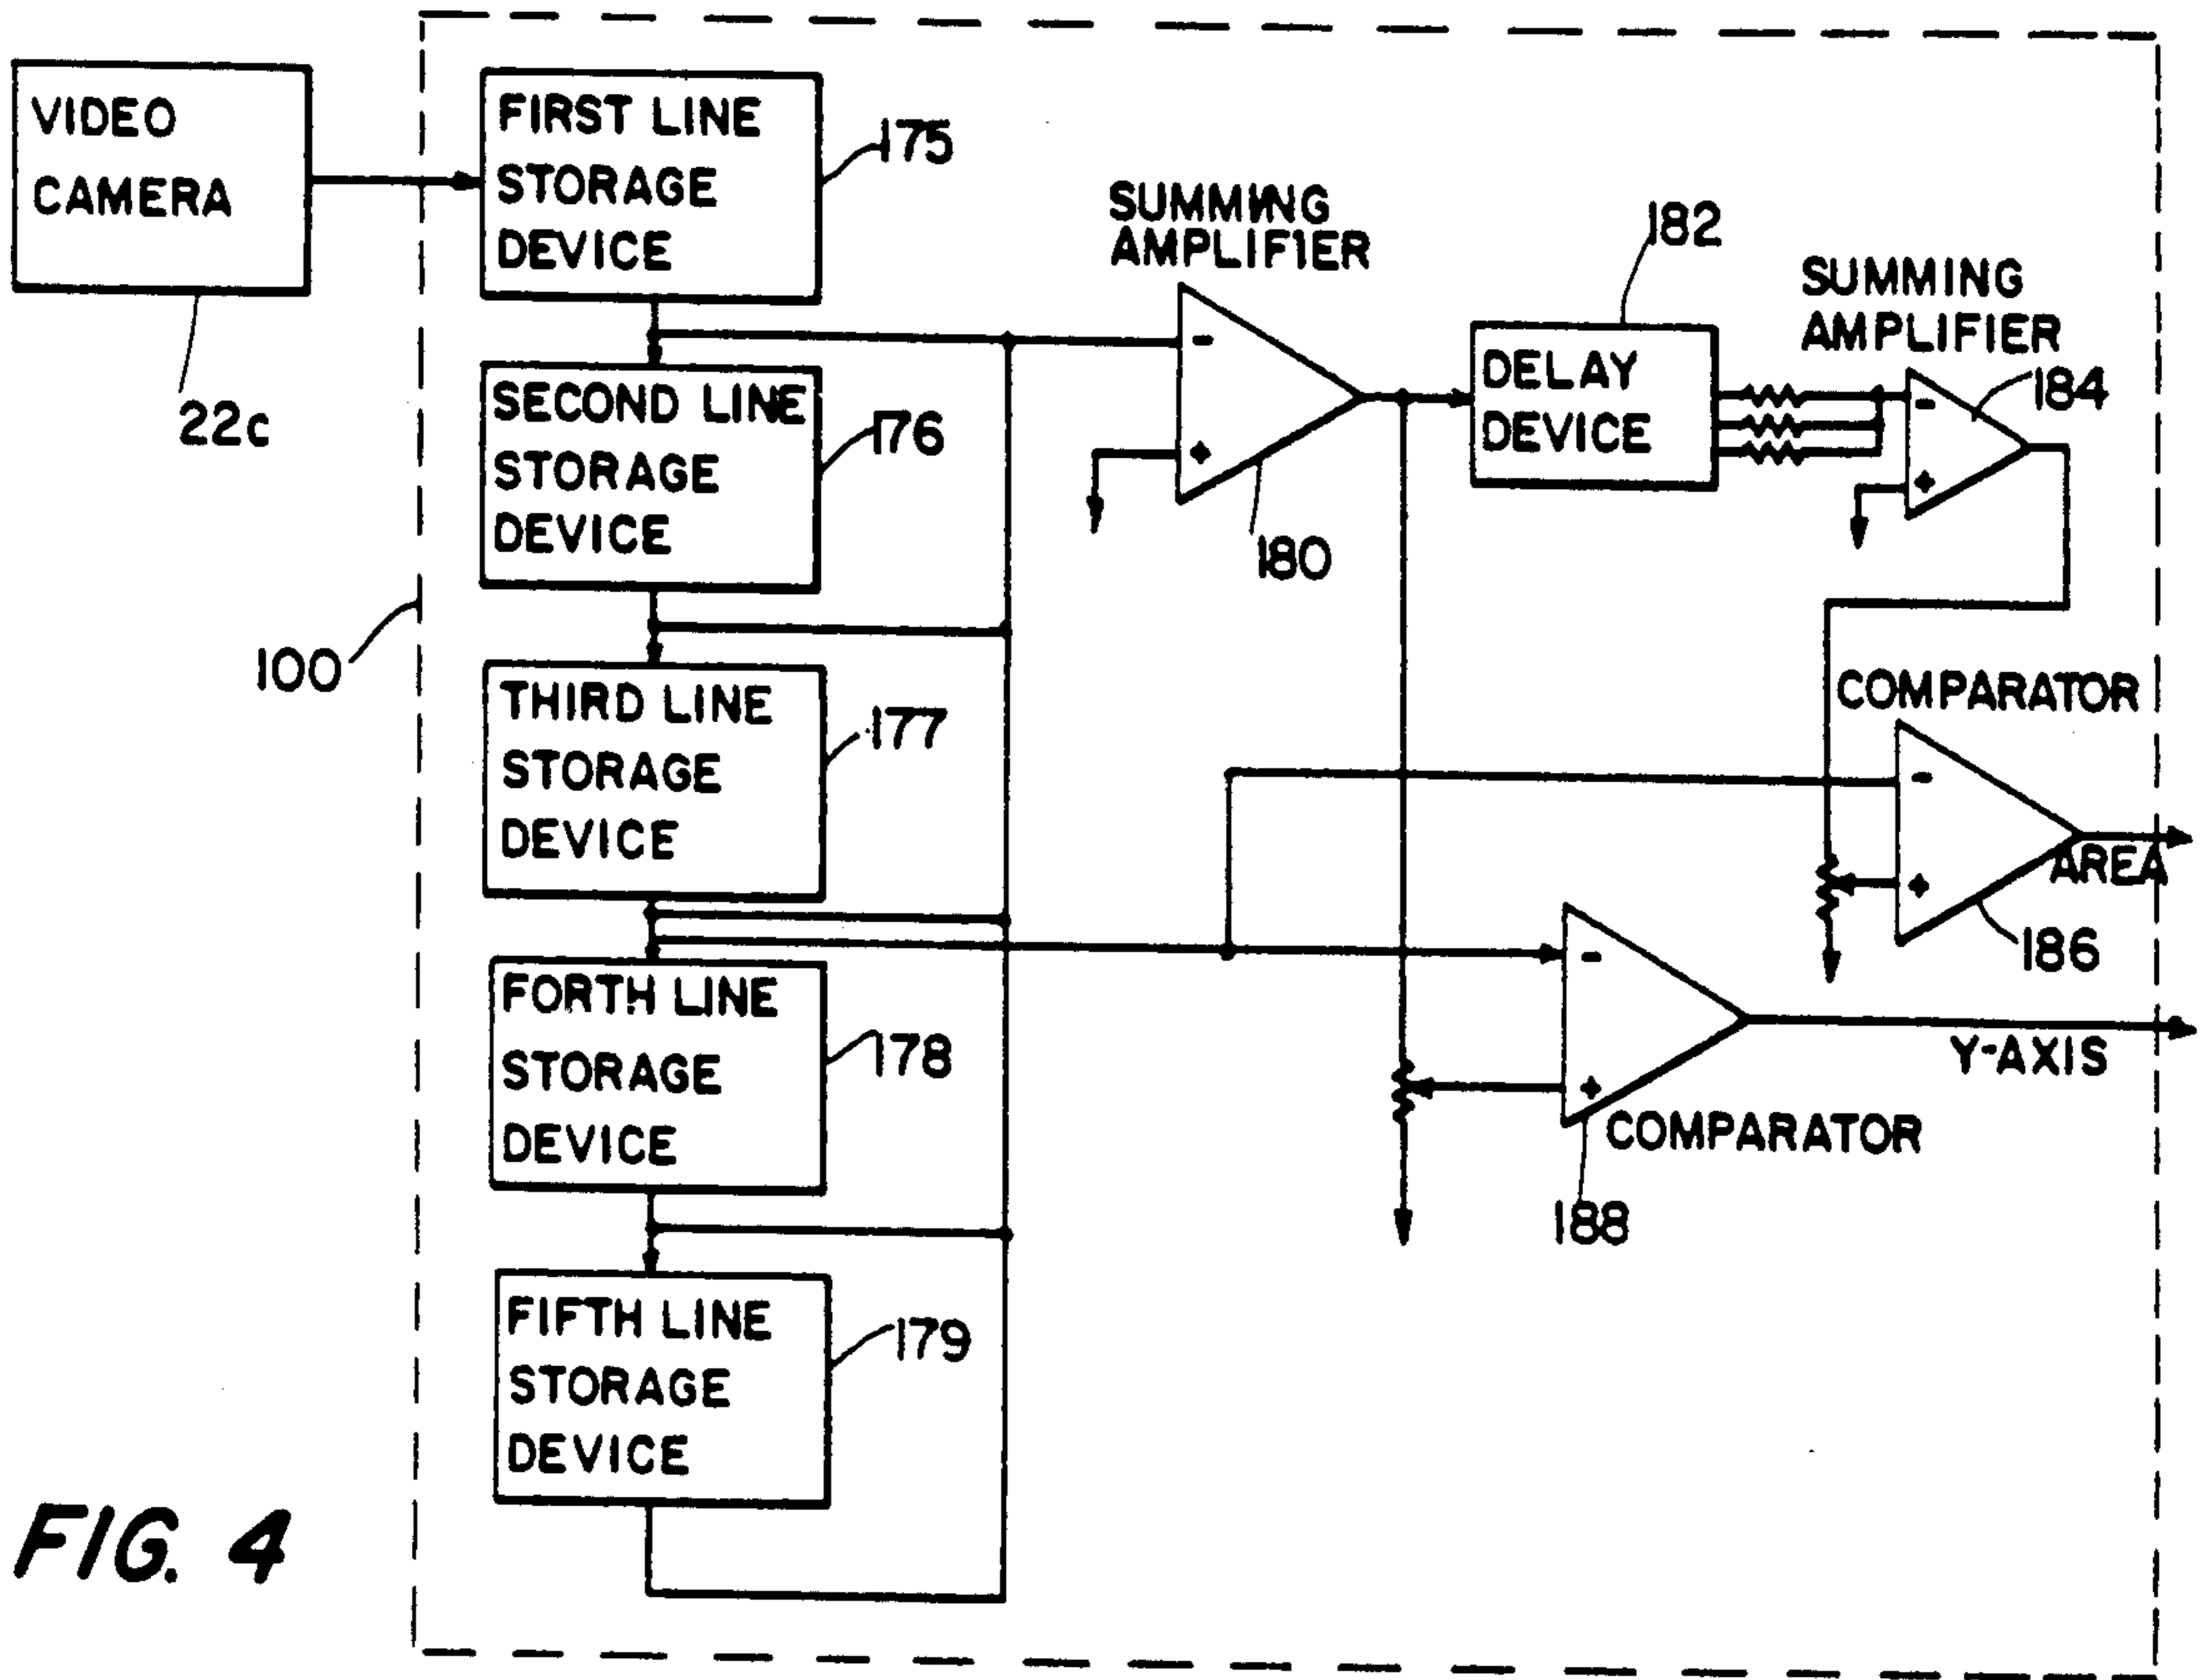 VIDEO
CAMERA
22c
100
FIRST LINE
STORAGE
DEVICE
175
SECOND LINE
STORAGE
DEVICE
176
THIRD LINE
STORAGE
DEVICE
177
FORTH LINE
STORAGE
DEVICE
178
FIFTH LINE
STORAGE
DEVICE
179
SUMMING
AMPLIFIER
-
+
180
DELAY
DEVICE
182
SUMMING
AMPLIFIER
184
-
+
COMPARATOR
-
+
AREA
186
-
+
Y-AXIS
COMPARATOR
188
FIG. 4